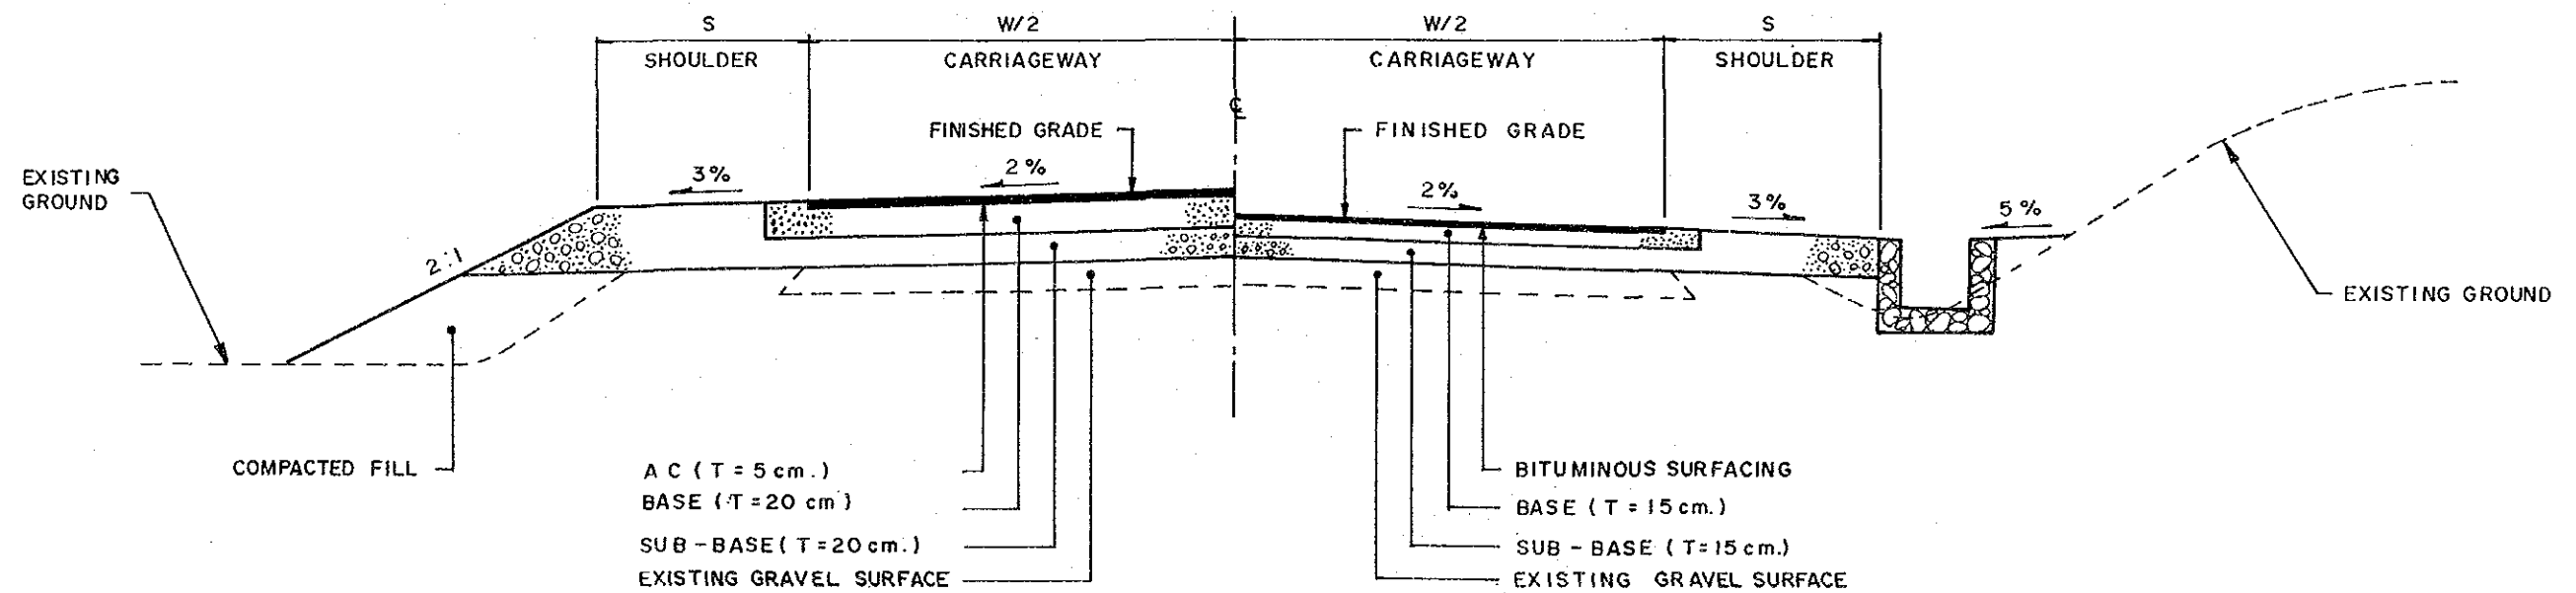 S
W/2
W/2
S
SHOULDER
CARRIAGEWAY
CARRIAGEWAY
SHOULDER
℄
FINISHED GRADE
FINISHED GRADE
EXISTING
GROUND
3%
2%
2%
3%
5%
2:1
EXISTING GROUND
COMPACTED FILL
AC (T = 5 cm.)
BASE (T = 20 cm)
SUB-BASE (T = 20 cm.)
EXISTING GRAVEL SURFACE
BITUMINOUS SURFACING
BASE (T = 15 cm.)
SUB-BASE (T = 15 cm.)
EXISTING GRAVEL SURFACE